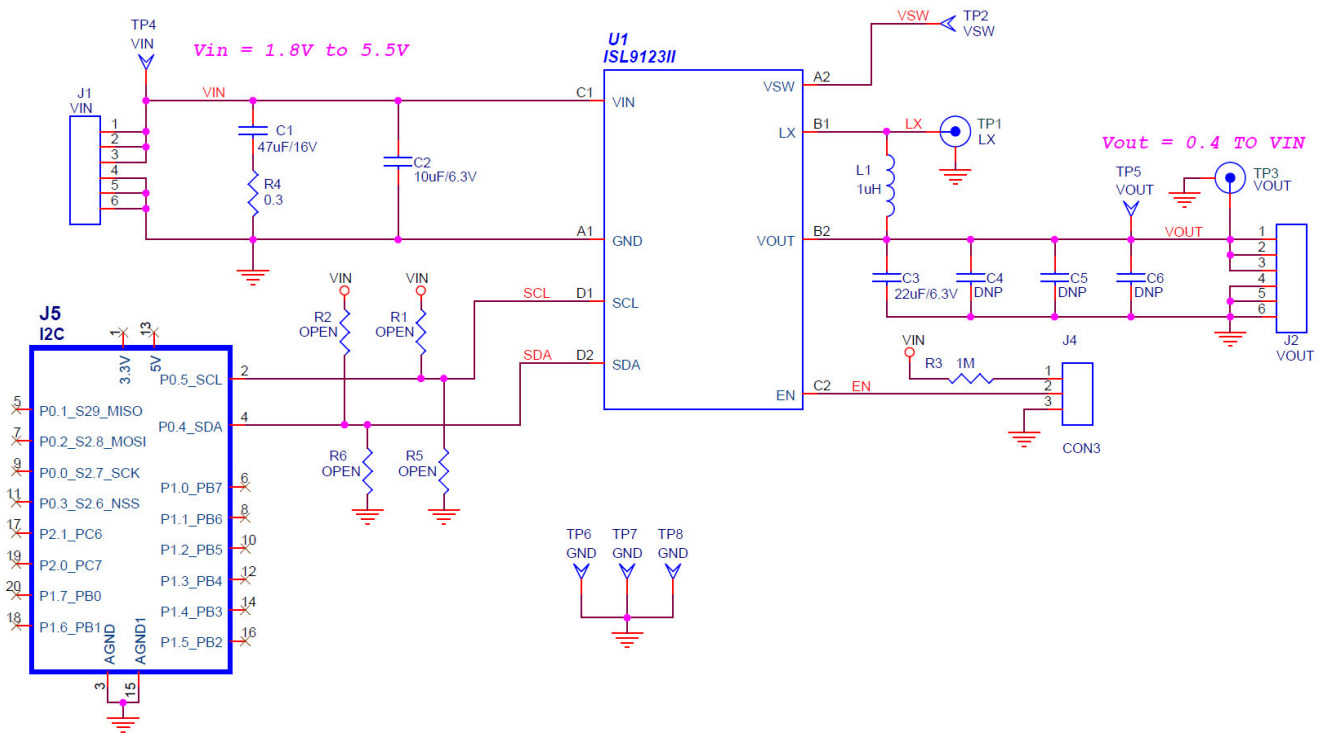 TP4
VIN
Vin = 1.8V to 5.5V
J1
VIN
1
2
3
4
5
6
VIN
C1
47uF/16V
R4
0.3
C2
10uF/6.3V
U1
ISL9123II
C1
VIN
A1
GND
D1
SCL
D2
SDA
VSW
A2
LX
B1
VOUT
B2
EN
C2
VSW
TP2
VSW
LX
TP1
LX
L1
1uH
Vout = 0.4 TO VIN
TP5
VOUT
TP3
VOUT
VOUT
C3
22uF/6.3V
C4
DNP
C5
DNP
C6
DNP
1
2
3
4
5
6
J2
VOUT
VIN
R3
1M
EN
J4
1
2
3
CON3
VIN
VIN
R2
OPEN
R1
OPEN
SCL
SDA
R6
OPEN
R5
OPEN
J5
I2C
1
13
3.3V
5V
P0.5_SCL
2
P0.4_SDA
4
5
P0.1_S29_MISO
7
P0.2_S2.8_MOSI
9
P0.0_S2.7_SCK
11
P0.3_S2.6_NSS
17
P2.1_PC6
19
P2.0_PC7
20
P1.7_PB0
18
P1.6_PB1
P1.0_PB7
6
P1.1_PB6
8
P1.2_PB5
10
P1.3_PB4
12
P1.4_PB3
14
P1.5_PB2
16
AGND
AGND1
3
15
TP6
GND
TP7
GND
TP8
GND